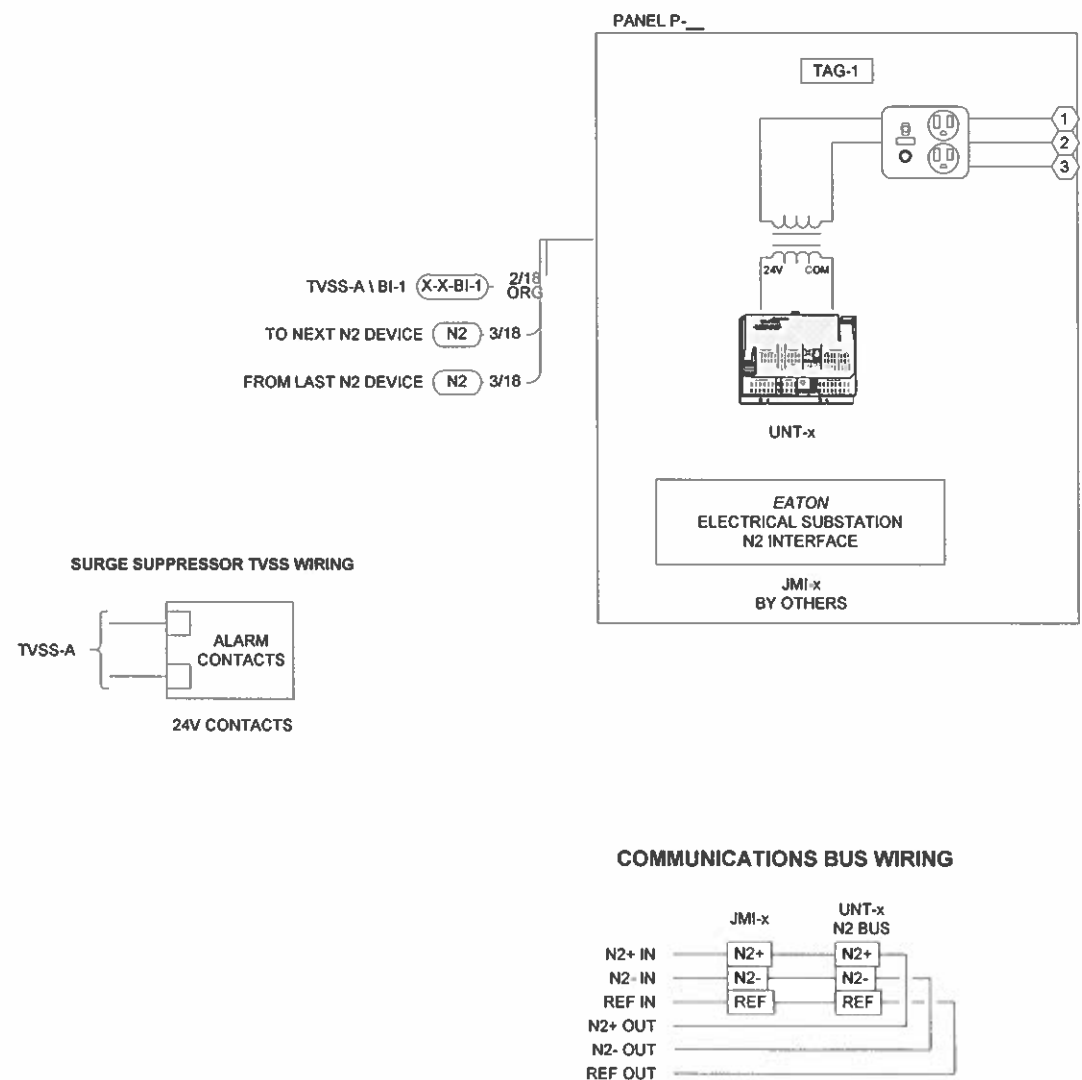 PANEL P-__
TAG-1
1
2
3
24V COM
TVSS-A \ BI-1 X-X-BI-1 2/18
ORG
TO NEXT N2 DEVICE N2 3/18
FROM LAST N2 DEVICE N2 3/18
UNT-x
EATON
ELECTRICAL SUBSTATION
N2 INTERFACE
JMI-x
BY OTHERS
SURGE SUPPRESSOR TVSS WIRING
TVSS-A
ALARM
CONTACTS
24V CONTACTS
COMMUNICATIONS BUS WIRING
JMI-x
UNT-x
N2 BUS
N2+ IN N2+ N2+
N2- IN N2- N2-
REF IN REF REF
N2+ OUT
N2- OUT
REF OUT